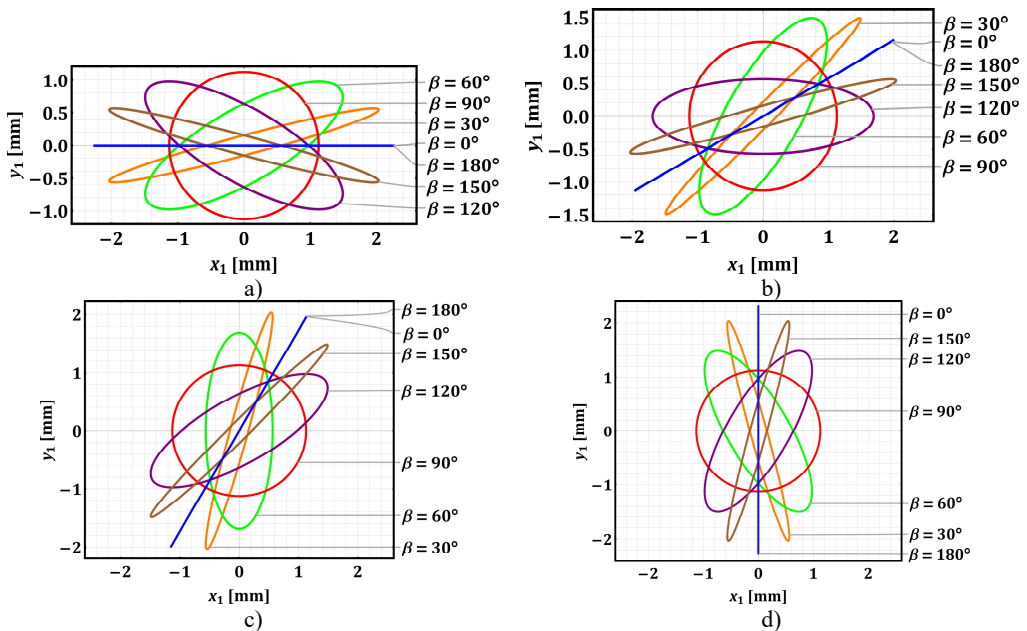 y₁ [mm]
1.0
0.5
0.0
−0.5
−1.0
−2
−1
0
1
2
x₁ [mm]
β = 60°
β = 90°
β = 30°
β = 0°
β = 180°
β = 150°
β = 120°
a)
y₁ [mm]
1.5
1.0
0.5
0.0
−0.5
−1.0
−1.5
−2
−1
0
1
2
x₁ [mm]
β = 30°
β = 0°
β = 180°
β = 150°
β = 120°
β = 60°
β = 90°
b)
y₁ [mm]
2
1
0
−1
−2
−2
−1
0
1
2
x₁ [mm]
β = 180°
β = 0°
β = 150°
β = 120°
β = 90°
β = 60°
β = 30°
c)
y₁ [mm]
2
1
0
−1
−2
−2
−1
0
1
2
x₁ [mm]
β = 0°
β = 150°
β = 120°
β = 90°
β = 60°
β = 30°
β = 180°
d)